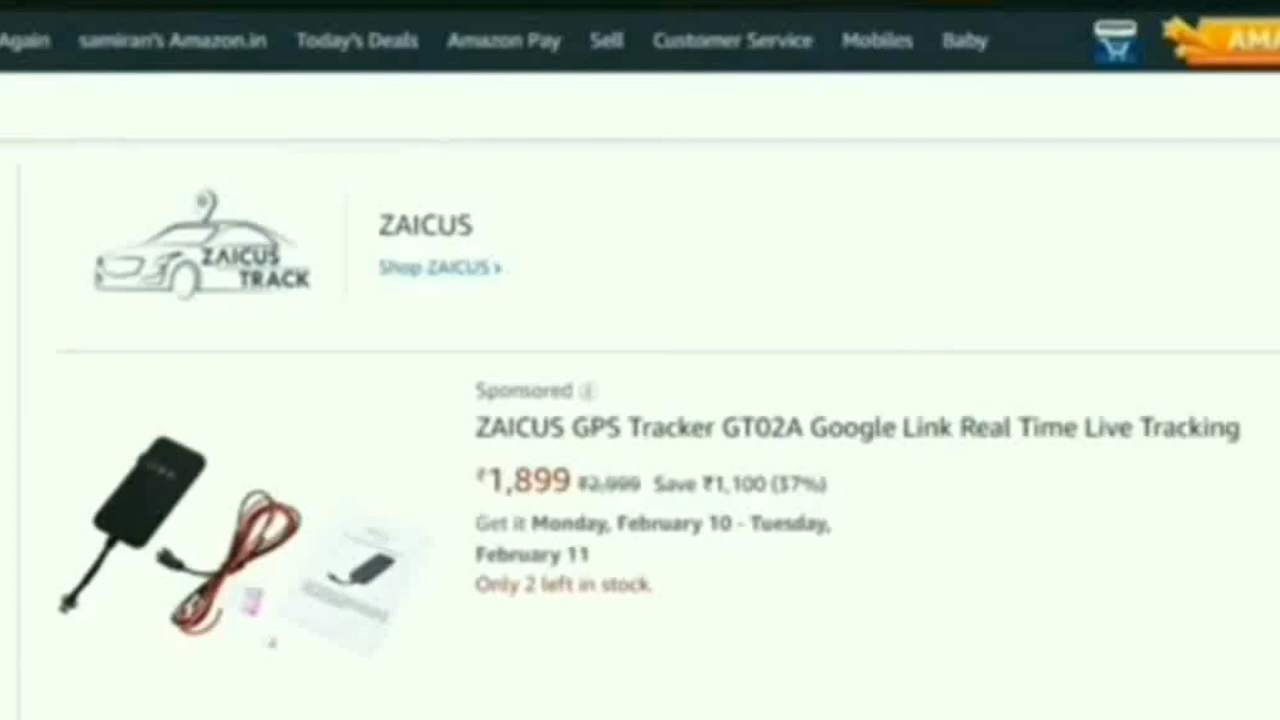 Again samiran's Amazon.in Today's Deals Amazon Pay Sell Customer Service Mobiles Baby AMA
ZAICUS
TRACK
ZAICUS
Shop ZAICUS ›
Sponsored
ZAICUS GPS Tracker GT02A Google Link Real Time Live Tracking
₹1,899 ₹2,999 Save ₹1,100 (37%)
Get it Monday, February 10 - Tuesday,
February 11
Only 2 left in stock.